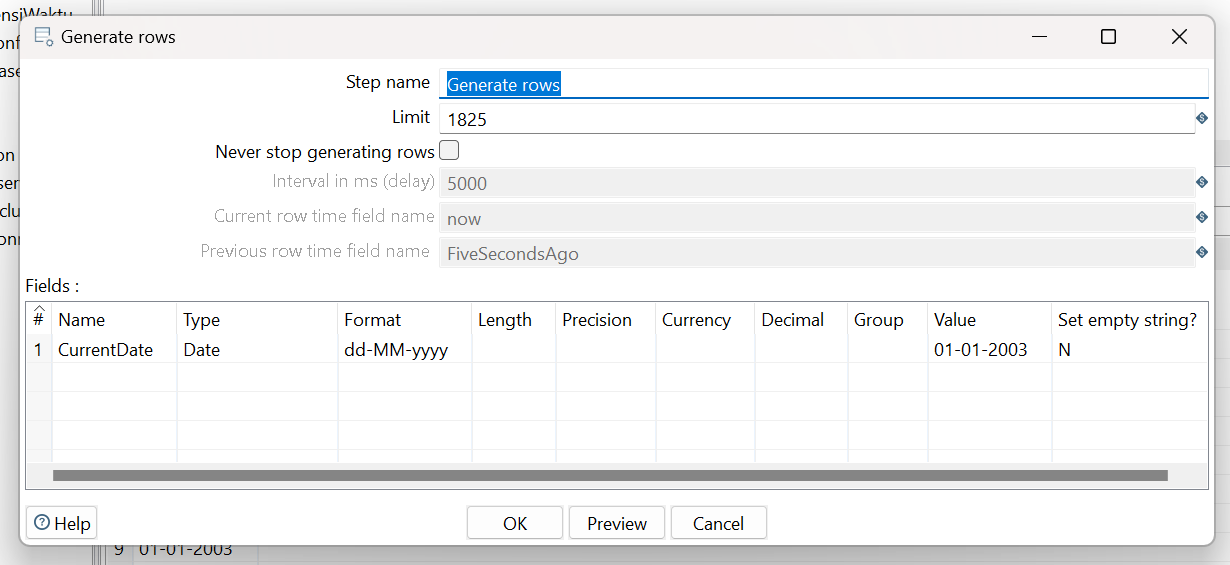 ensiWaktu
Generate rows
Step name Generate rows
Limit 1825
Never stop generating rows
Interval in ms (delay) 5000
Current row time field name now
Previous row time field name FiveSecondsAgo
Fields :
# Name Type Format Length Precision Currency Decimal Group Value Set empty string?
1 CurrentDate Date dd-MM-yyyy 01-01-2003 N
Help OK Preview Cancel
9 01-01-2003